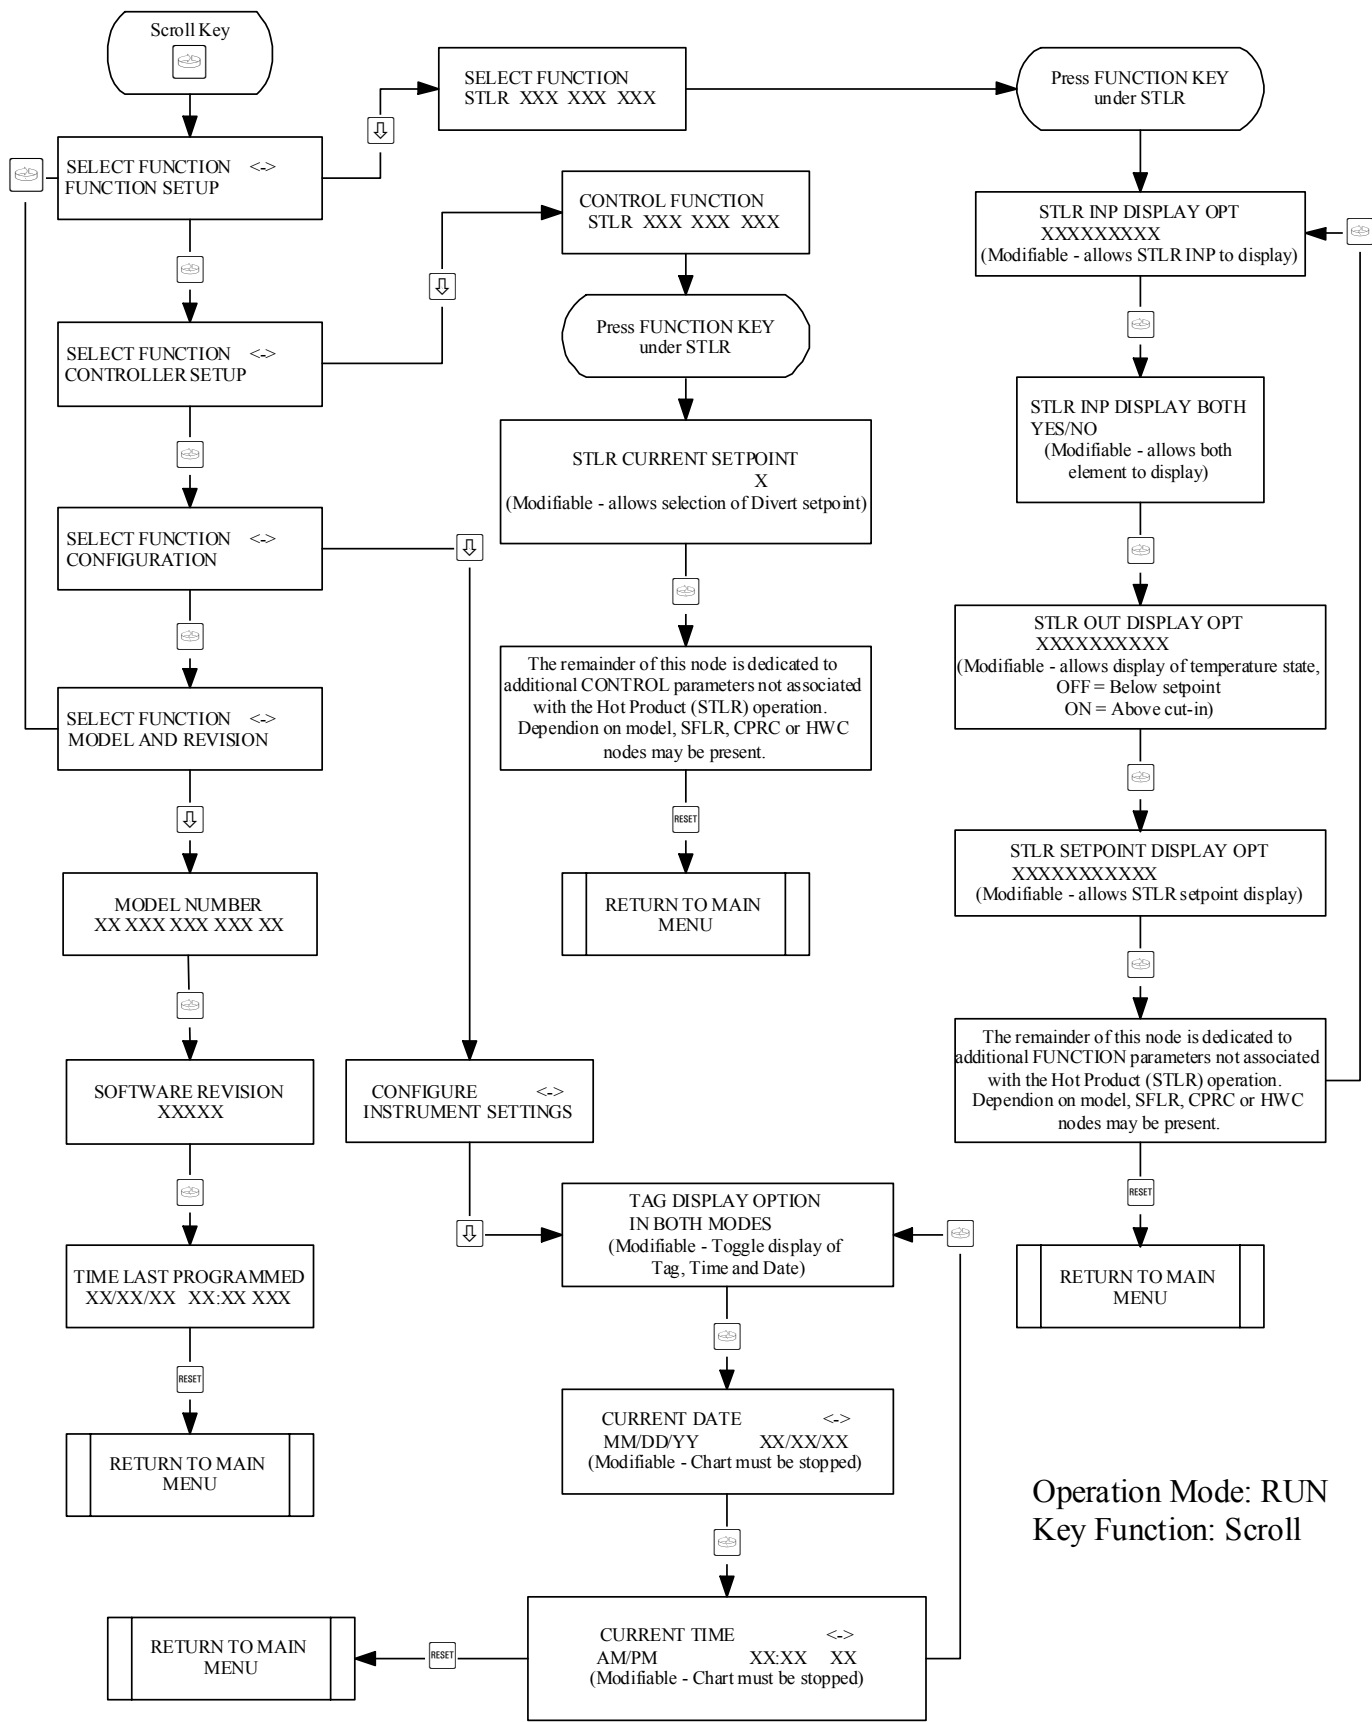 Scroll Key
SELECT FUNCTION <->
FUNCTION SETUP
SELECT FUNCTION <->
CONTROLLER SETUP
SELECT FUNCTION <->
CONFIGURATION
SELECT FUNCTION <->
MODEL AND REVISION
MODEL NUMBER
XX XXX XXX XXX XX
SOFTWARE REVISION
XXXXX
TIME LAST PROGRAMMED
XX/XX/XX XX:XX XXX
RESET
RETURN TO MAIN
MENU
SELECT FUNCTION
STLR XXX XXX XXX
CONTROL FUNCTION
STLR XXX XXX XXX
Press FUNCTION KEY
under STLR
STLR CURRENT SETPOINT
X
(Modifiable - allows selection of Divert setpoint)
The remainder of this node is dedicated to
additional CONTROL parameters not associated
with the Hot Product (STLR) operation.
Dependion on model, SFLR, CPRC or HWC
nodes may be present.
RESET
RETURN TO MAIN
MENU
CONFIGURE <->
INSTRUMENT SETTINGS
TAG DISPLAY OPTION
IN BOTH MODES
(Modifiable - Toggle display of
Tag, Time and Date)
CURRENT DATE <->
MM/DD/YY XX/XX/XX
(Modifiable - Chart must be stopped)
CURRENT TIME <->
AM/PM XX:XX XX
(Modifiable - Chart must be stopped)
RESET
RETURN TO MAIN
MENU
Press FUNCTION KEY
under STLR
STLR INP DISPLAY OPT
XXXXXXXXX
(Modifiable - allows STLR INP to display)
STLR INP DISPLAY BOTH
YES/NO
(Modifiable - allows both
element to display)
STLR OUT DISPLAY OPT
XXXXXXXXXX
(Modifiable - allows display of temperature state,
OFF = Below setpoint
ON = Above cut-in)
STLR SETPOINT DISPLAY OPT
XXXXXXXXXXX
(Modifiable - allows STLR setpoint display)
The remainder of this node is dedicated to
additional FUNCTION parameters not associated
with the Hot Product (STLR) operation.
Dependion on model, SFLR, CPRC or HWC
nodes may be present.
RESET
RETURN TO MAIN
MENU
Operation Mode: RUN
Key Function: Scroll